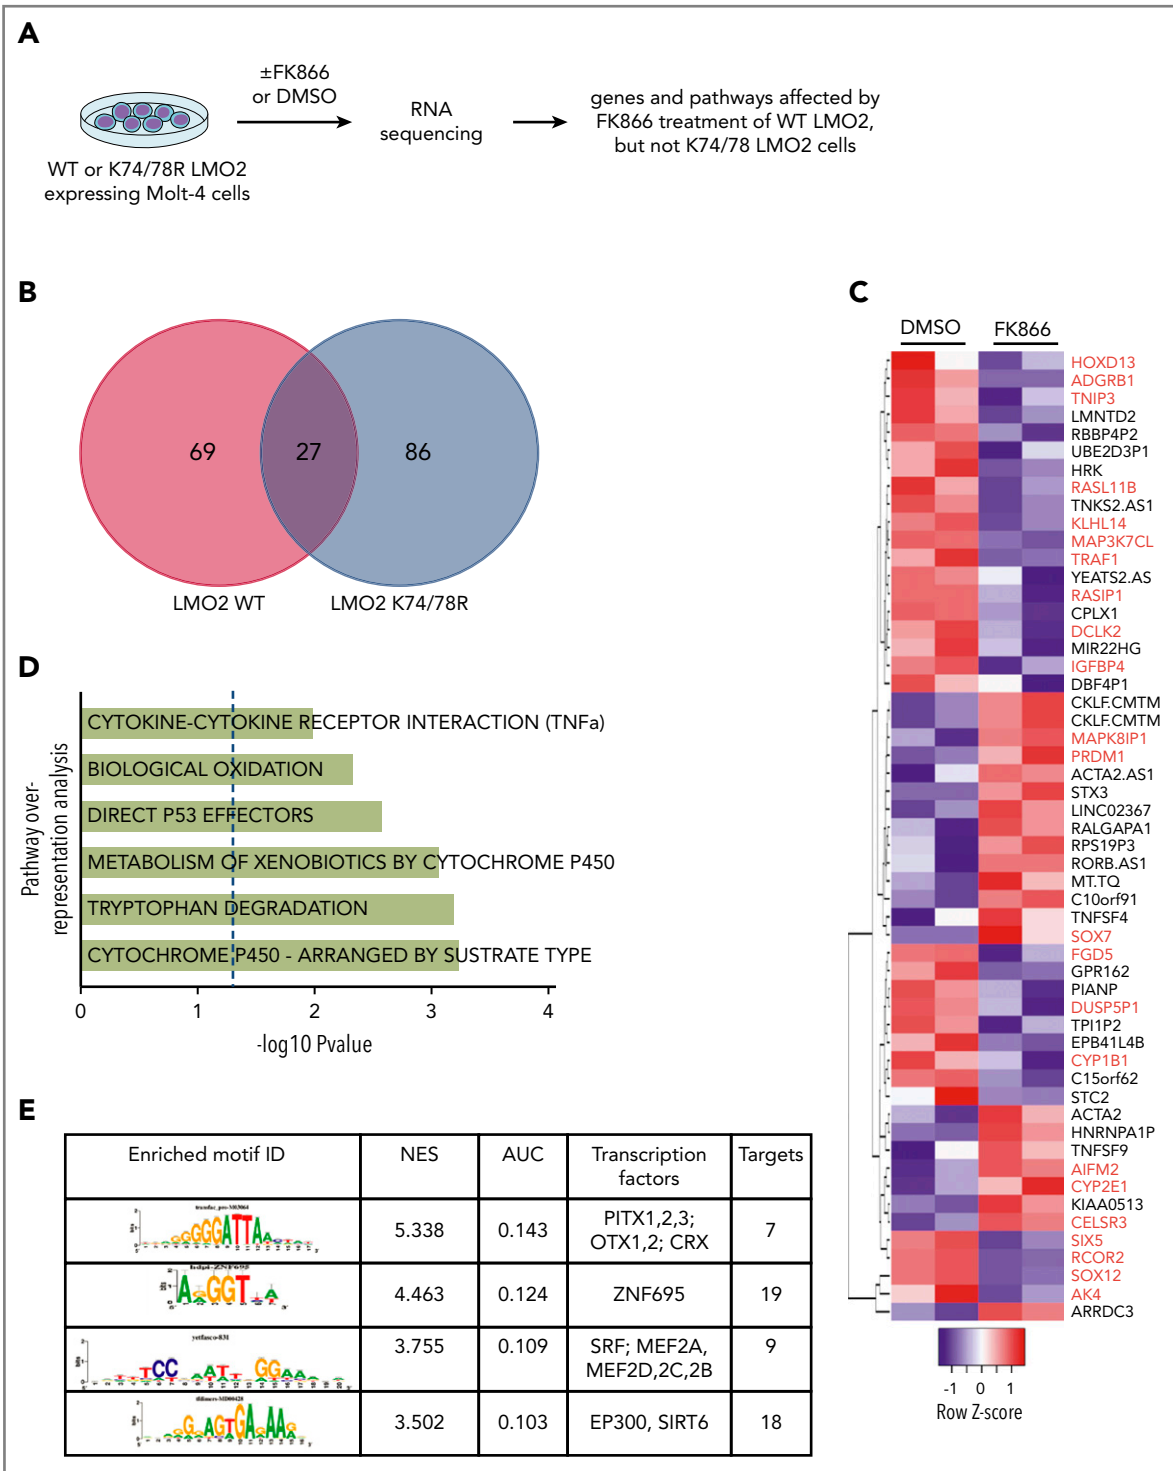 A
±FK866
or DMSO
WT or K74/78R LMO2
expressing Molt-4 cells
RNA
sequencing
genes and pathways affected by
FK866 treatment of WT LMO2,
but not K74/78 LMO2 cells
B
69
27
86
LMO2 WT
LMO2 K74/78R
C
DMSO
FK866
HOXD13
ADGRB1
TNIP3
LMNTD2
RBBP4P2
UBE2D3P1
HRK
RASL11B
TNKS2.AS1
KLHL14
MAP3K7CL
TRAF1
YEATS2.AS
RASIP1
CPLX1
DCLK2
MIR22HG
IGFBP4
DBF4P1
CKLF.CMTM
CKLF.CMTM
MAPK8IP1
PRDM1
ACTA2.AS1
STX3
LINC02367
RALGAPA1
RPS19P3
RORB.AS1
MT.TQ
C10orf91
TNFSF4
SOX7
FGD5
GPR162
PIANP
DUSP5P1
TPI1P2
EPB41L4B
CYP1B1
C15orf62
STC2
ACTA2
HNRNPA1P
TNFSF9
AIFM2
CYP2E1
KIAA0513
CELSR3
SIX5
RCOR2
SOX12
AK4
ARRDC3
-1 0 1
Row Z-score
D
Pathway over-
representation analysis
CYTOKINE-CYTOKINE RECEPTOR INTERACTION (TNFa)
BIOLOGICAL OXIDATION
DIRECT P53 EFFECTORS
METABOLISM OF XENOBIOTICS BY CYTOCHROME P450
TRYPTOPHAN DEGRADATION
CYTOCHROME P450 - ARRANGED BY SUSTRATE TYPE
0 1 2 3 4
-log10 Pvalue
E
Enriched motif ID NES AUC Transcription factors Targets
5.338 0.143 PITX1,2,3; OTX1,2; CRX 7
hdpi-ZNF695
4.463 0.124 ZNF695 19
yetfasco-831
3.755 0.109 SRF; MEF2A, MEF2D,2C,2B 9
3.502 0.103 EP300, SIRT6 18